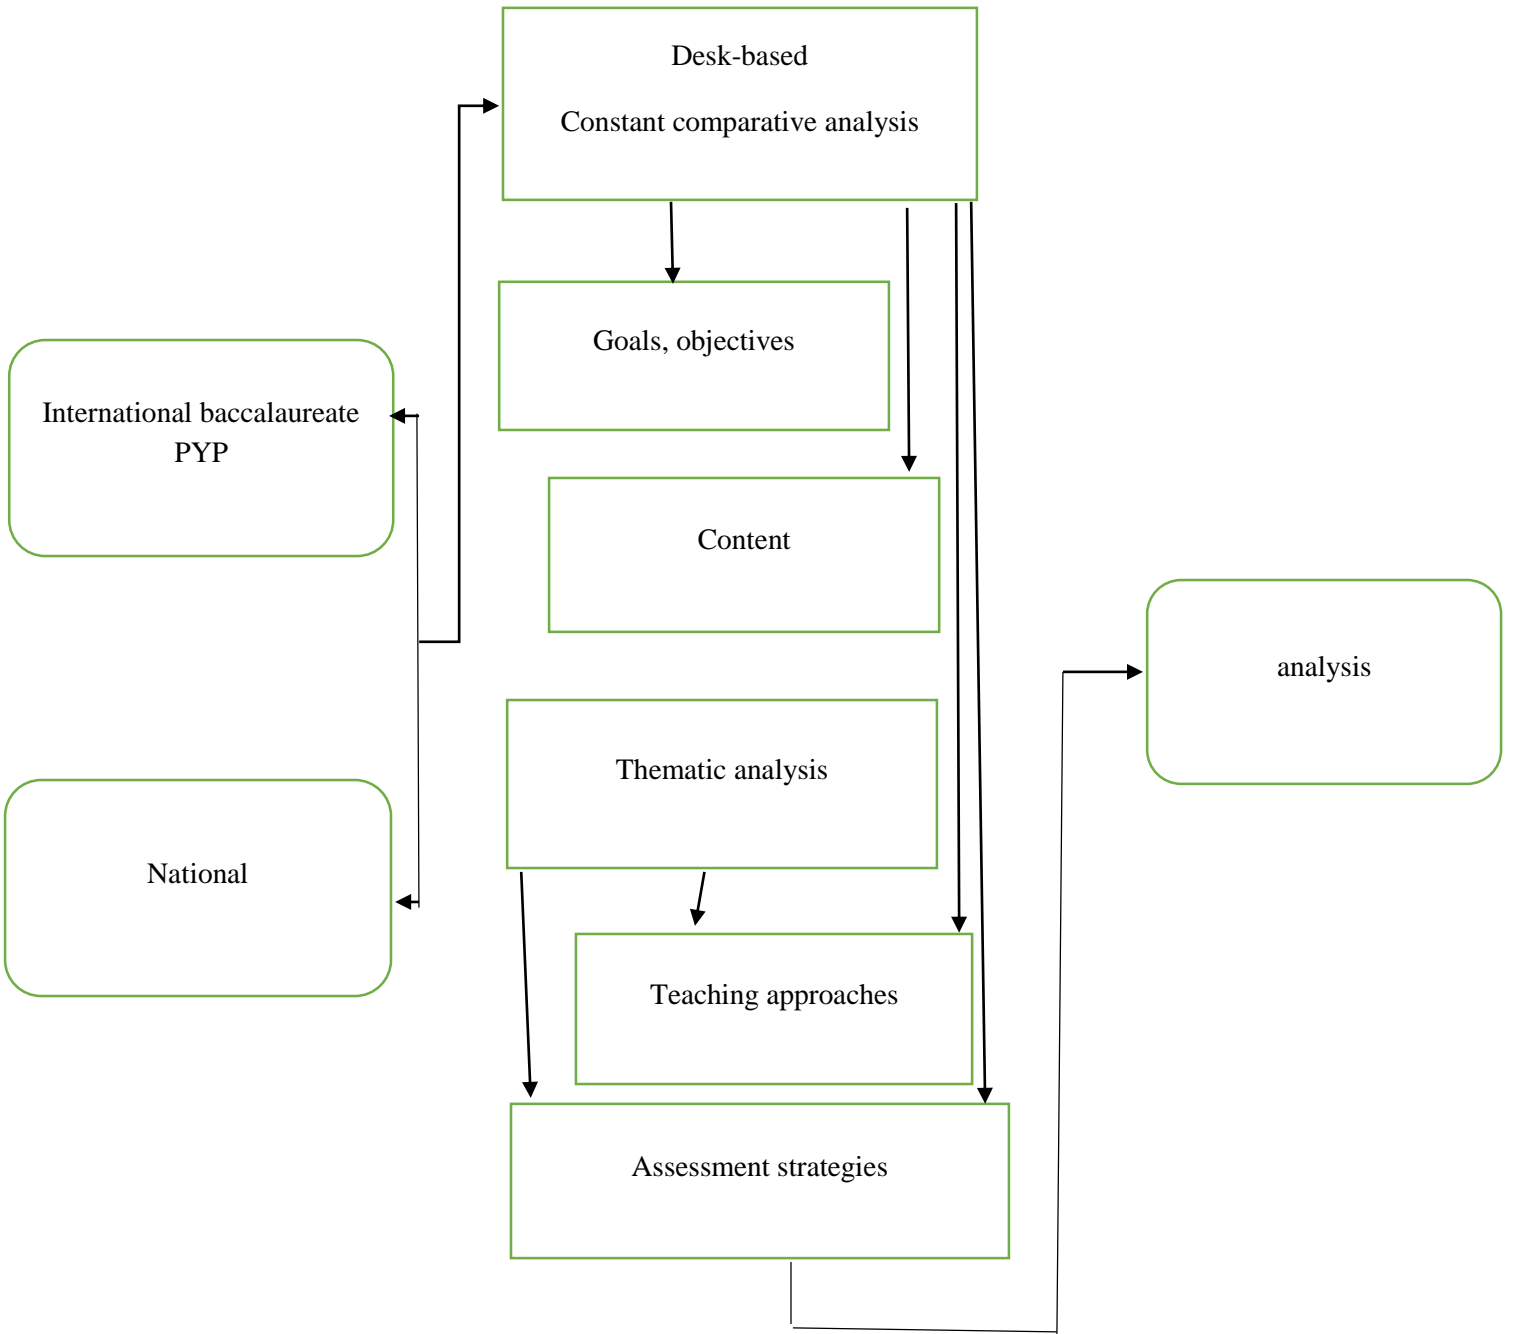 Desk-based
Constant comparative analysis
Goals, objectives
International baccalaureate
PYP
Content
analysis
Thematic analysis
National
Teaching approaches
Assessment strategies